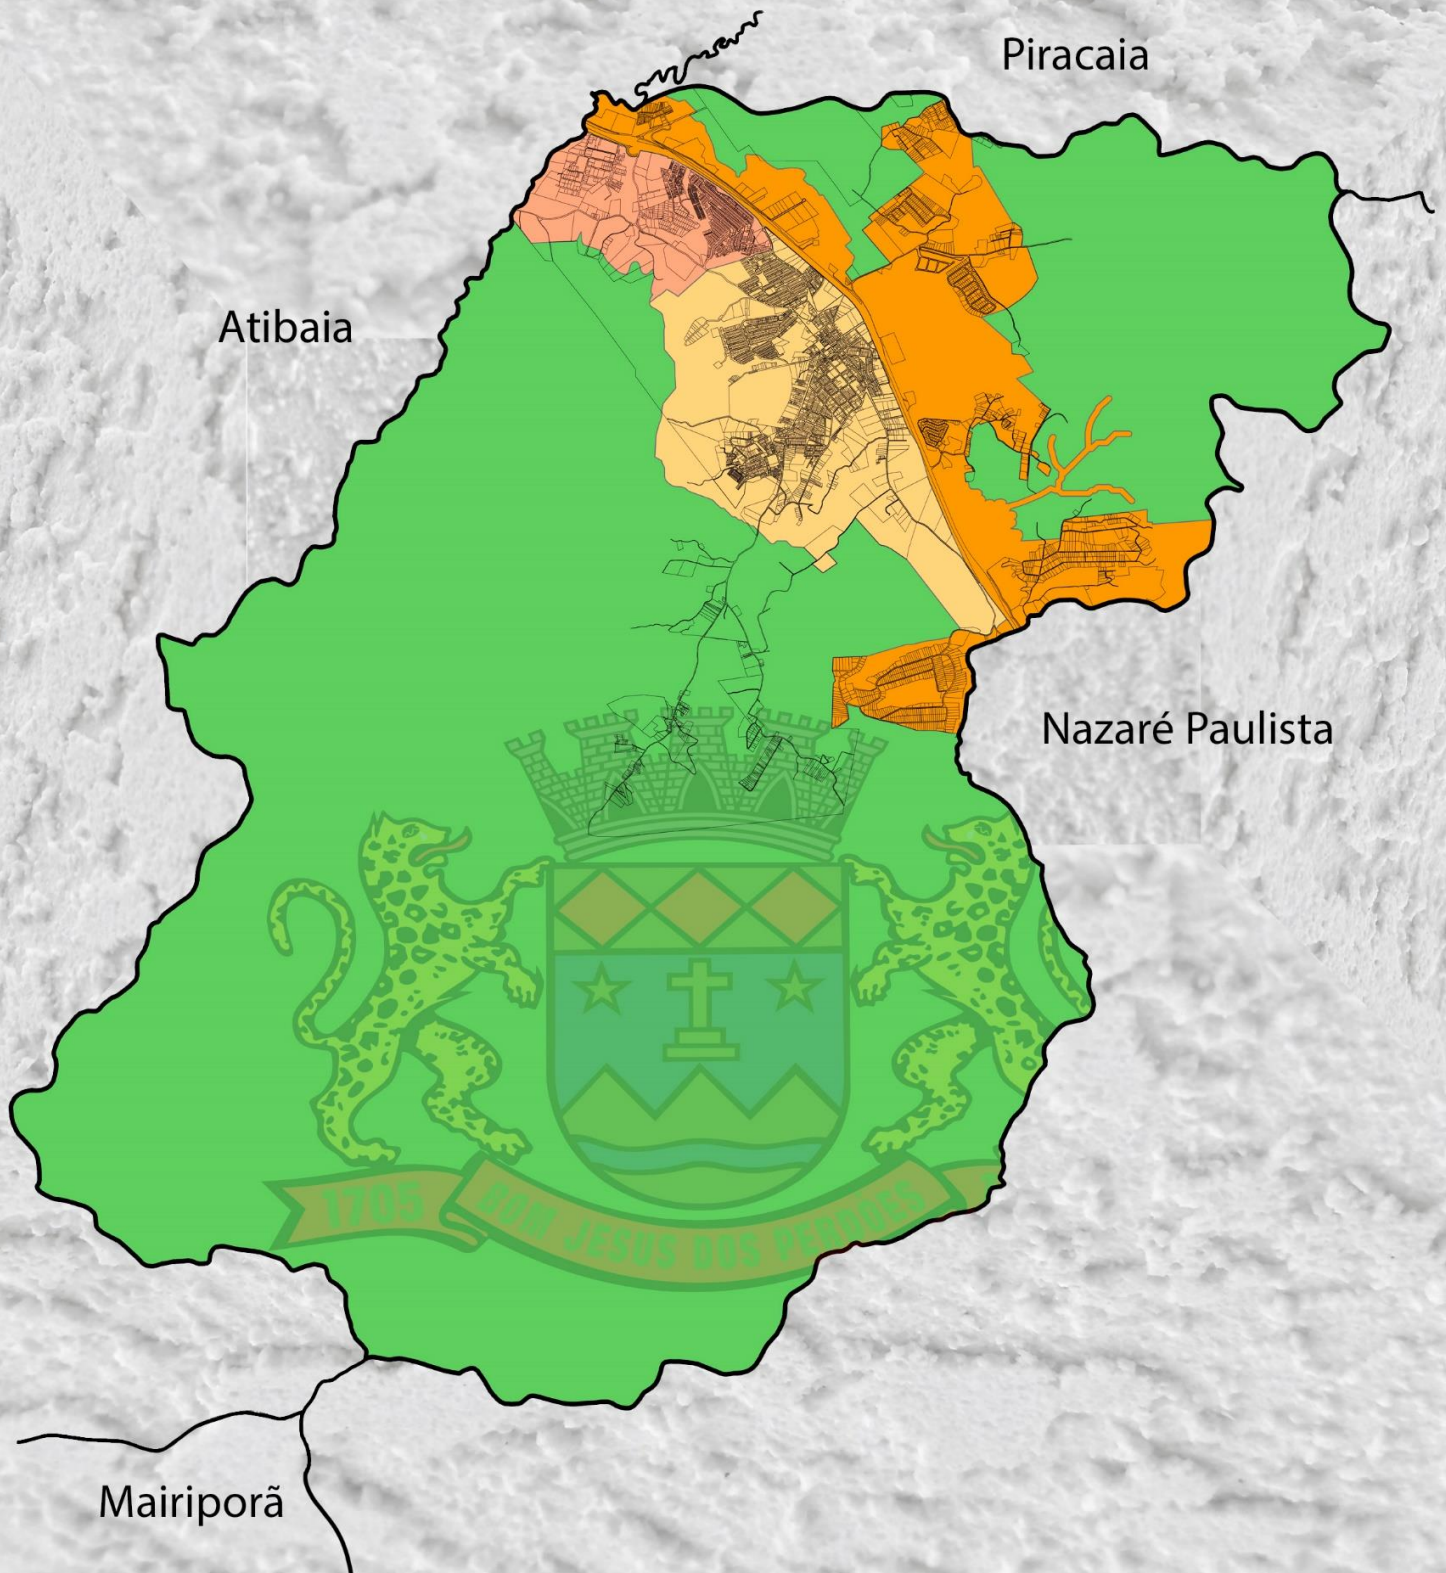 Piracaia
Atibaia
Nazaré Paulista
1705 BOM JESUS DOS PERDÕES
Mairiporã